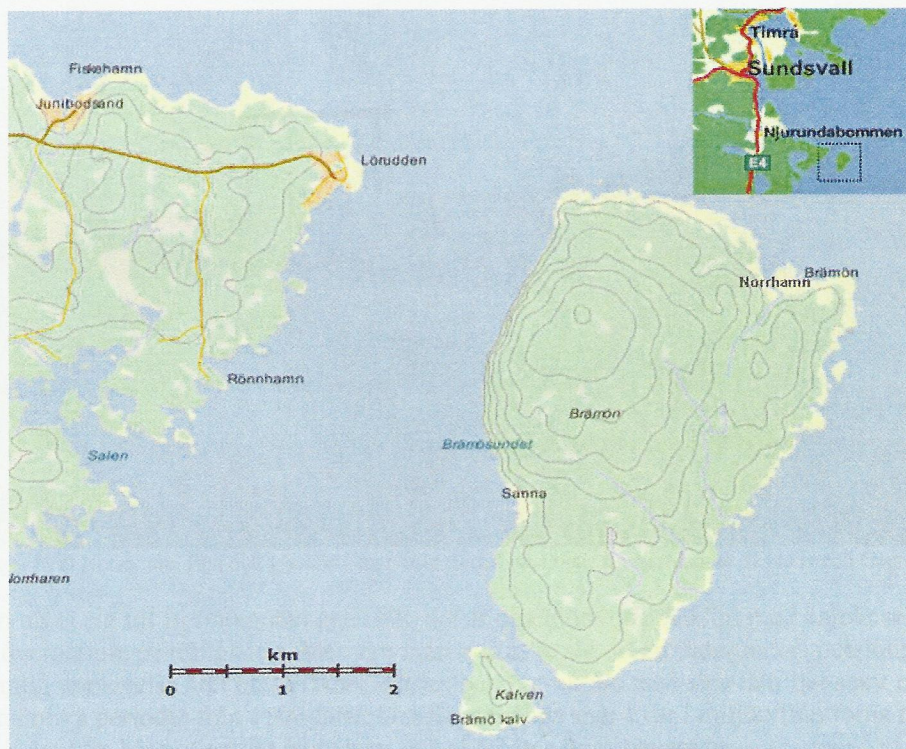 Timrå
Sundsvall
Njurundabommen
E4
Fiskehamn
Junibodsand
Lörudden
Norrhamn
Brämön
Rönnhamn
Brämön
Brämösundet
Salen
Sanna
km
0 1 2
Kalven
Brämö kalv